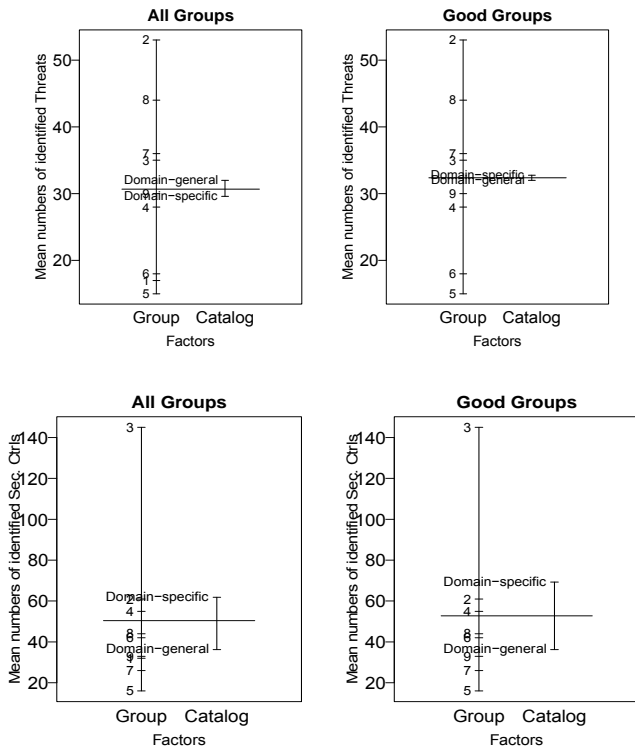 All Groups
Mean numbers of identified Threats
50
40
30
20
2
8
7
3
Domain−general
9
Domain−specific
4
6
1
5
Group Catalog
Factors
Good Groups
Mean numbers of identified Threats
50
40
30
20
2
8
7
3
Domain−specific
Domain−general
9
4
6
5
Group Catalog
Factors
All Groups
Mean numbers of identified Sec. Ctrls
140
120
100
80
60
40
20
3
Domain−specific
2
4
8
6
Domain−general
9
1
7
5
Group Catalog
Factors
Good Groups
Mean numbers of identified Sec. Ctrls
140
120
100
80
60
40
20
3
Domain−specific
2
4
8
6
Domain−general
9
7
5
Group Catalog
Factors